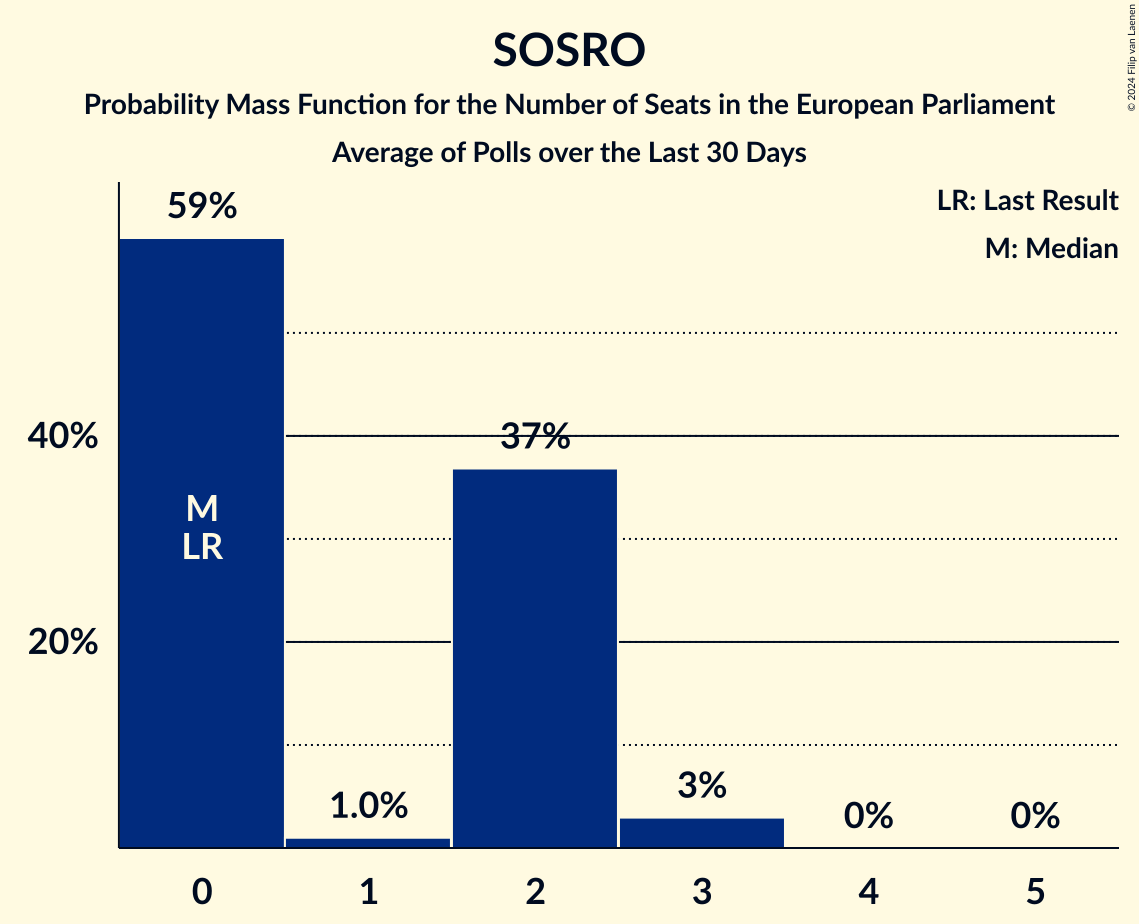 SOSRO
Probability Mass Function for the Number of Seats in the European Parliament
Average of Polls over the Last 30 Days
© 2024 Filip van Laenen
LR: Last Result
M: Median
59%
40%
37%
M
LR
20%
1.0%
3%
0%
0%
0
1
2
3
4
5